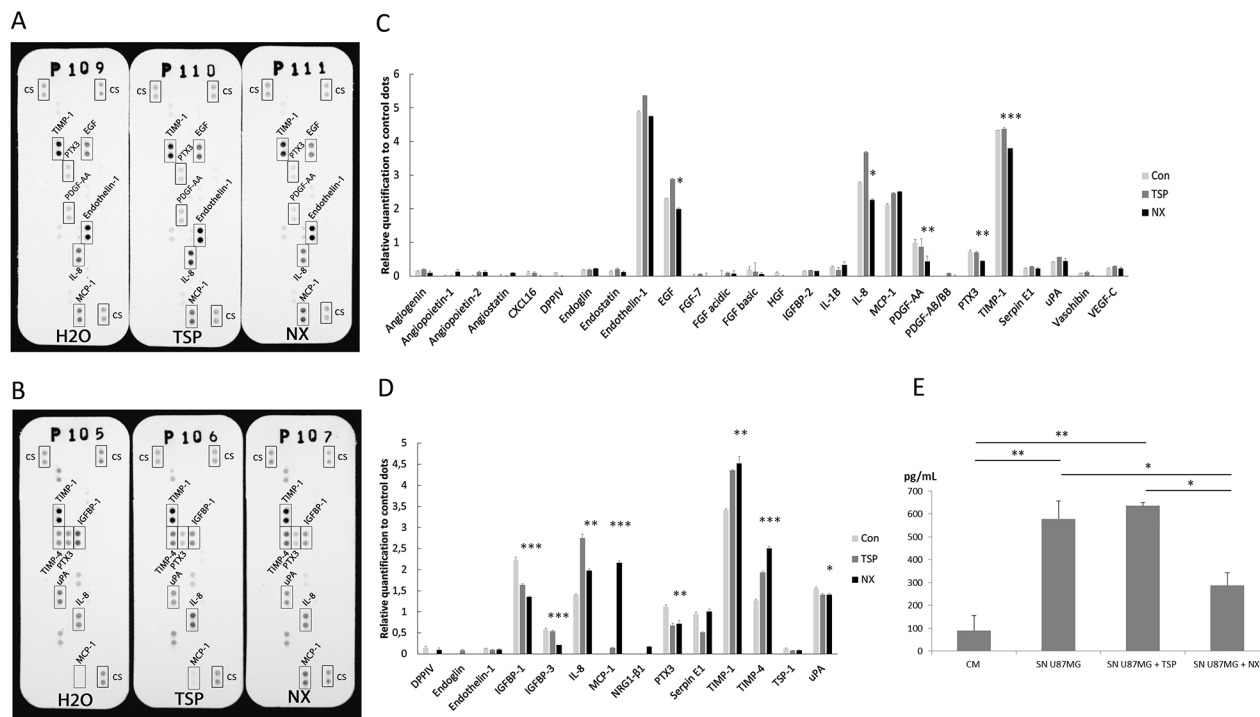 A
P 109
P 110
P 111
CS
CS
CS
CS
TIMP-1
EGF
PTX3
PDGF-AA
Endothelin-1
IL-8
MCP-1
CS
H2O
TIMP-1
EGF
PTX3
PDGF-AA
Endothelin-1
IL-8
MCP-1
CS
TSP
TIMP-1
EGF
PTX3
PDGF-AA
Endothelin-1
IL-8
MCP-1
CS
NX
B
P 105
P 106
P 107
CS
CS
CS
CS
TIMP-1
IGFBP-1
TIMP-4
PTX3
uPA
IL-8
MCP-1
CS
H2O
TIMP-1
IGFBP-1
TIMP-4
PTX3
uPA
IL-8
MCP-1
CS
TSP
TIMP-1
IGFBP-1
TIMP-4
PTX3
uPA
IL-8
MCP-1
CS
NX
C
Relative quantification to control dots
6
5
4
3
2
1
0
*
*
**
**
***
Con
TSP
NX
Angiogenin
Angiopoietin-1
Angiopoietin-2
Angiostatin
CXCL16
DPPIV
Endoglin
Endostatin
Endothelin-1
EGF
FGF-7
FGF acidic
FGF basic
HGF
IGFBP-2
IL-1B
IL-8
MCP-1
PDGF-AA
PDGF-AB/BB
PTX3
TIMP-1
Serpin E1
uPA
Vasohibin
VEGF-C
D
Relative quantification to control dots
5
4,5
4
3,5
3
2,5
2
1,5
1
0,5
0
***
***
**
***
**
**
***
*
Con
TSP
NX
DPPIV
Endoglin
Endothelin-1
IGFBP-1
IGFBP-3
IL-8
MCP-1
NRG1-β1
PTX3
Serpin E1
TIMP-1
TIMP-4
TSP-1
uPA
E
**
**
*
*
pg/mL
700
600
500
400
300
200
100
0
CM
SN U87MG
SN U87MG + TSP
SN U87MG + NX